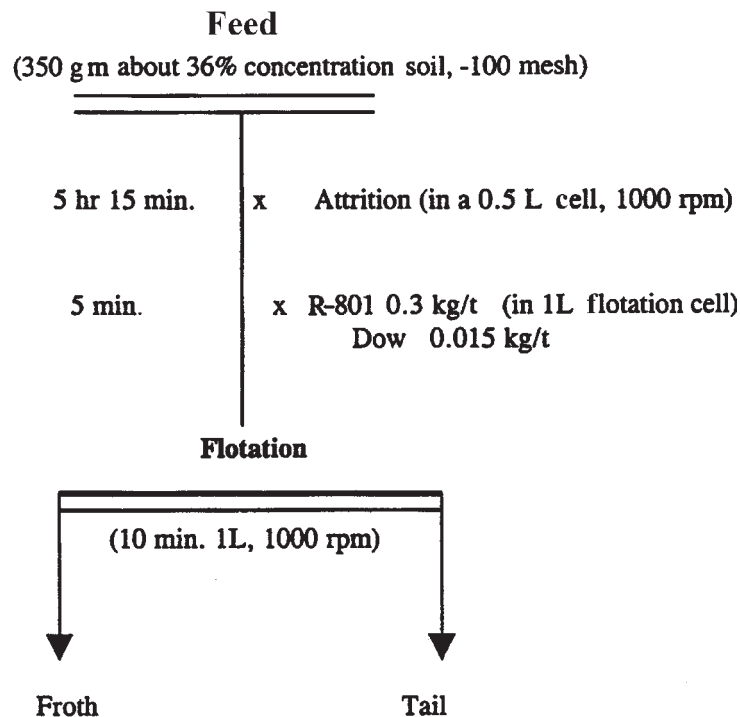 Feed
(350 gm about 36% concentration soil, -100 mesh)
5 hr 15 min. x Attrition (in a 0.5 L cell, 1000 rpm)
5 min. x R-801 0.3 kg/t (in 1L flotation cell)
Dow 0.015 kg/t
Flotation
(10 min. 1L, 1000 rpm)
Froth Tail